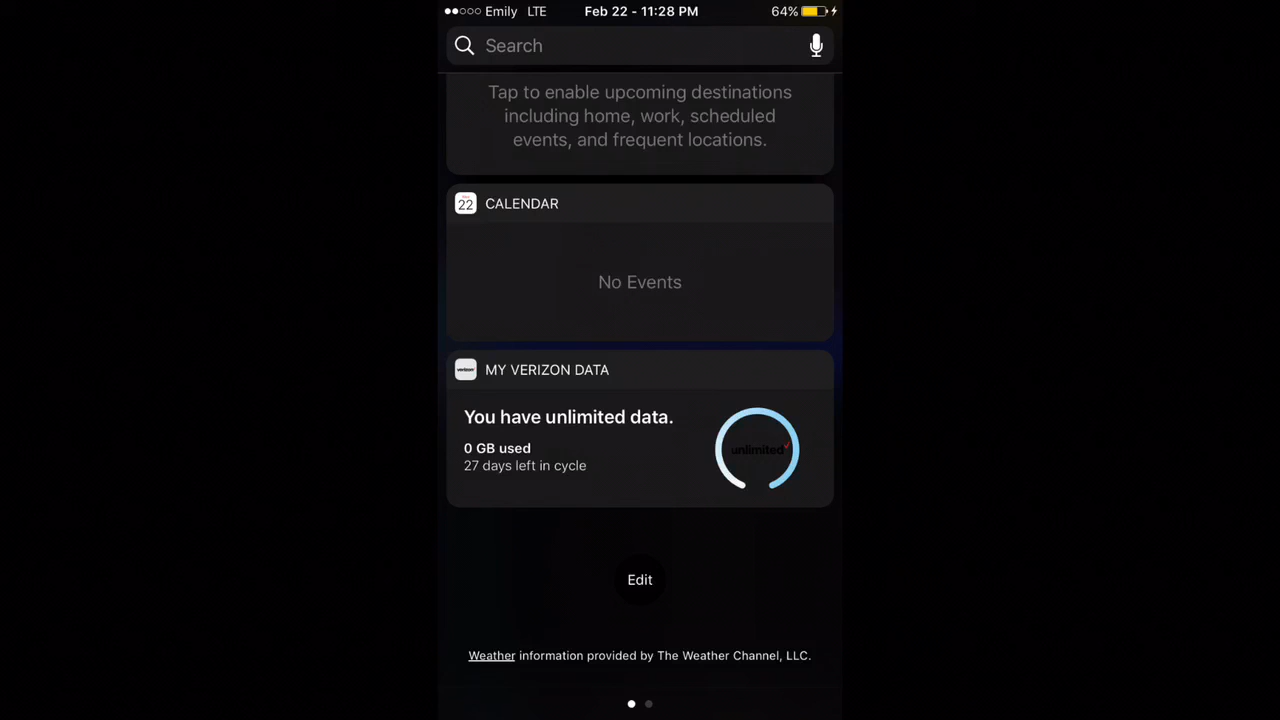 Emily LTE Feb 22 - 11:28 PM 64%
Search
Tap to enable upcoming destinations
including home, work, scheduled
events, and frequent locations.
22 CALENDAR
No Events
verizon MY VERIZON DATA
You have unlimited data.
0 GB used
27 days left in cycle
unlimited
Edit
Weather information provided by The Weather Channel, LLC.